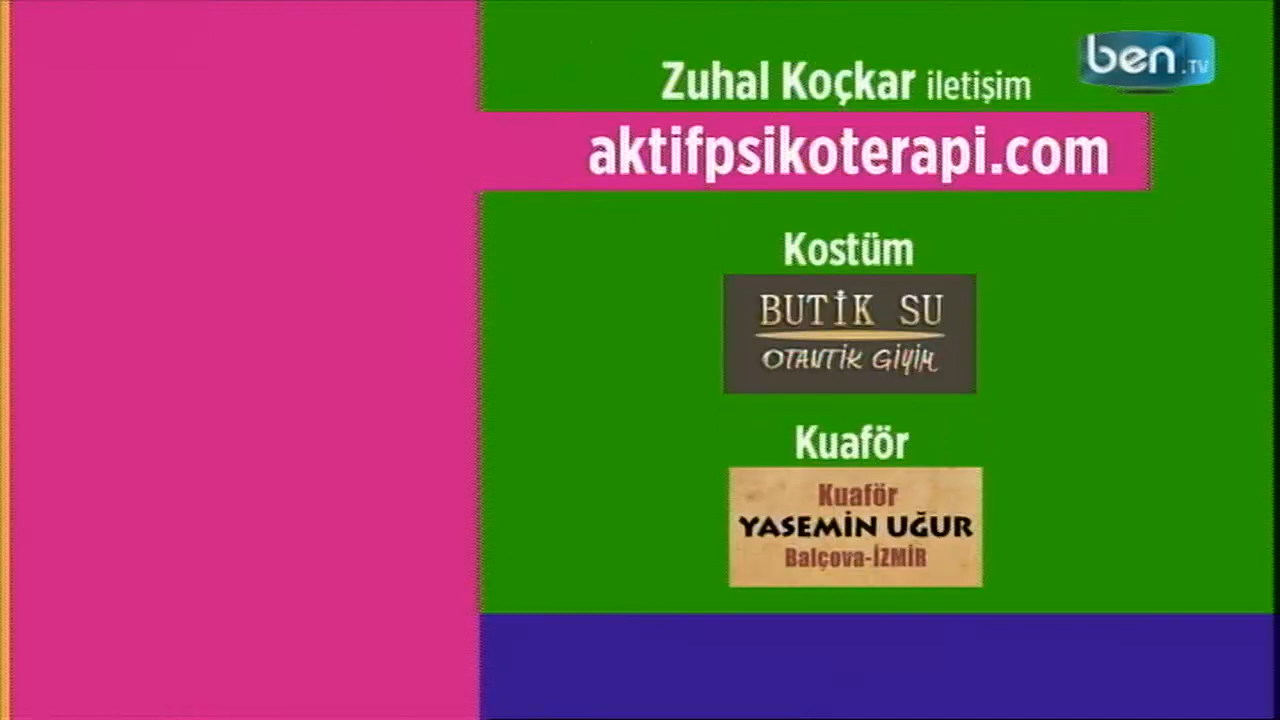 ben.TV
Zuhal Koçkar iletişim
aktifpsikoterapi.com
Kostüm
BUTİK SU
OTANTİK GİYİM
Kuaför
Kuaför
YASEMİN UĞUR
Balçova-İZMİR